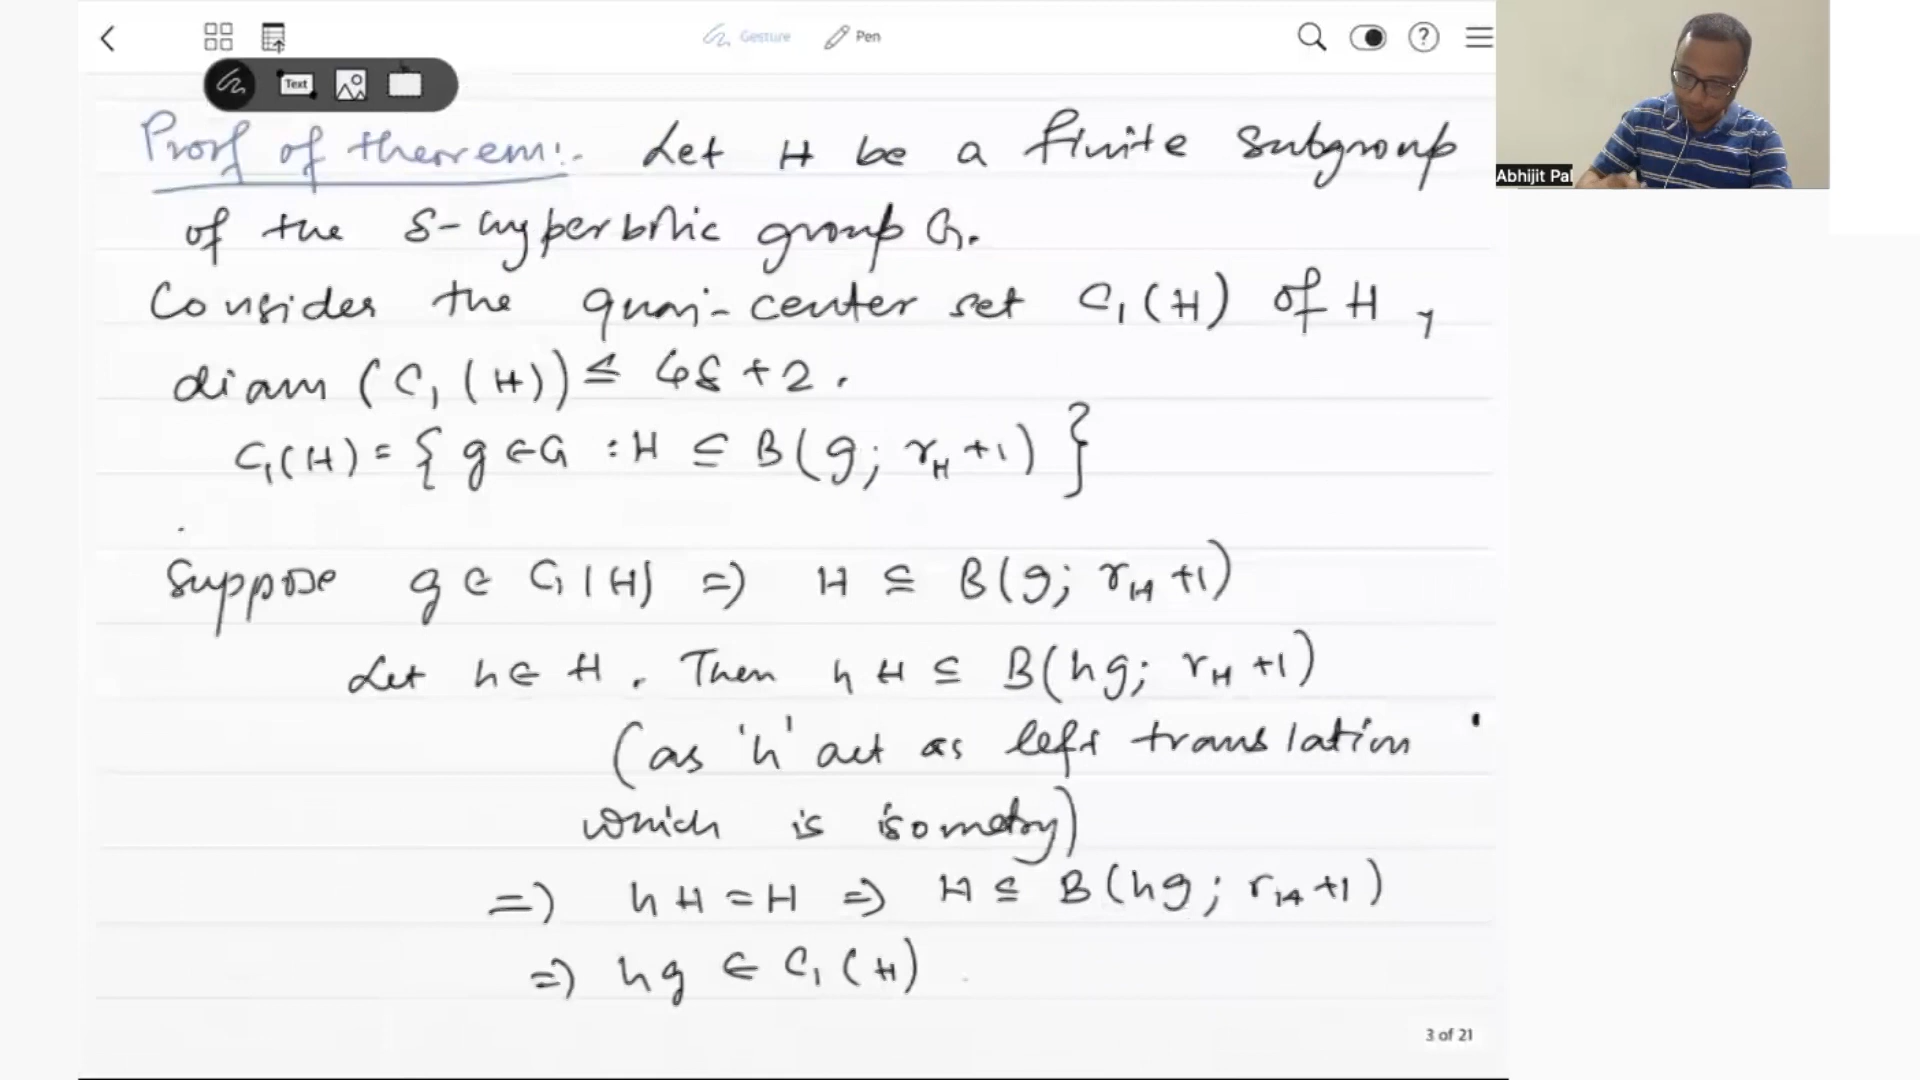 Gesture Pen
Text
Abhijit Pal
Proof of theorem:- Let H be a finite subgroup
of the δ-hyperbolic group G.
Consider the quasi-center set C₁(H) of H,
diam (C₁(H)) ≤ 4δ+2.
C₁(H) = { g ∈ G : H ⊆ B(g; r_H +1) }
Suppose g ∈ C₁(H) ⇒ H ⊆ B(g; r_H +1)
Let h ∈ H. Then hH ⊆ B(hg; r_H +1)
(as 'h' act as left translation
which is isometry)
⇒ hH = H ⇒ H ⊆ B(hg; r_H +1)
⇒ hg ∈ C₁(H)
3 of 21